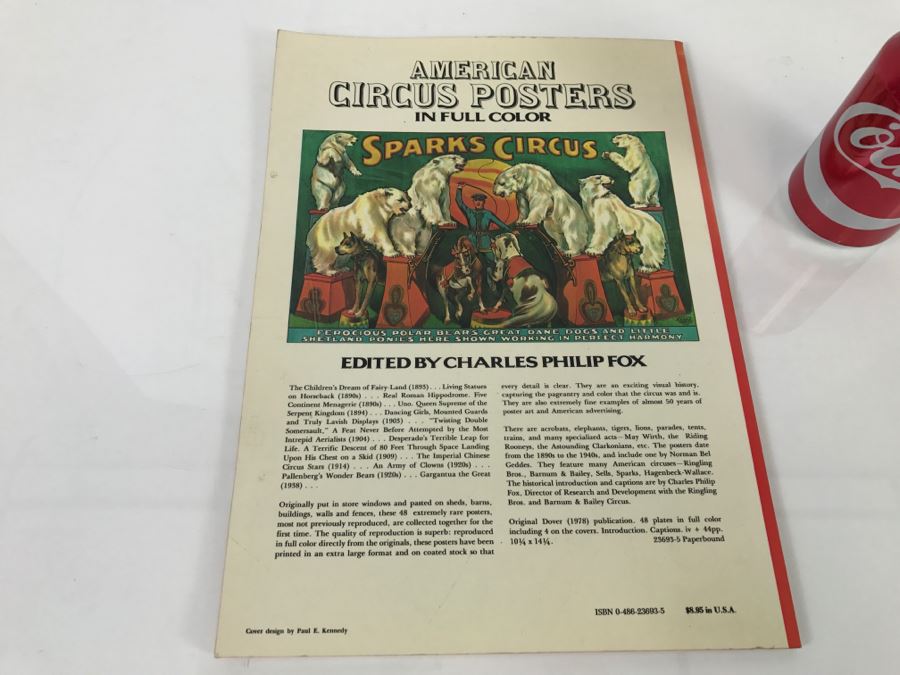 AMERICAN
CIRCUS POSTERS
IN FULL COLOR
SPARKS CIRCUS
FEROCIOUS POLAR BEARS, GREAT DANE DOGS AND LITTLE
SHETLAND PONIES HERE SHOWN WORKING IN PERFECT HARMONY.
EDITED BY CHARLES PHILIP FOX
The Children's Dream of Fairy-Land (1893) . . . Living Statues
on Horseback (1890s) . . . Real Roman Hippodrome. Five
Continent Menagerie (1890s) . . . Uno. Queen Supreme of the
Serpent Kingdom (1894) . . . Dancing Girls, Mounted Guards
and Truly Lavish Displays (1903) . . . "Twisting Double
Somersault," A Feat Never Before Attempted by the Most
Intrepid Aerialists (1904) . . . Desperado's Terrible Leap for
Life. A Terrific Descent of 80 Feet Through Space Landing
Upon His Chest on a Skid (1909) . . . The Imperial Chinese
Circus Stars (1914) . . . An Army of Clowns (1920s) . . .
Pallenberg's Wonder Bears (1920s) . . . Gargantua the Great
(1938) . . .
Originally put in store windows and pasted on sheds, barns,
buildings, walls and fences, these 48 extremely rare posters,
most not previously reproduced, are collected together for the
first time. The quality of reproduction is superb: reproduced
in full color directly from the originals, these posters have been
printed in an extra large format and on coated stock so that
every detail is clear. They are an exciting visual history,
capturing the pageantry and color that the circus was and is.
They are also extremely fine examples of almost 50 years of
poster art and American advertising.
There are acrobats, elephants, tigers, lions, parades, tents,
trains, and many specialized acts—May Wirth, the Riding
Rooneys, the Astounding Clarkonians, etc. The posters date
from the 1890s to the 1940s, and include one by Norman Bel
Geddes. They feature many American circuses—Ringling
Bros., Barnum & Bailey, Sells, Sparks, Hagenbeck-Wallace.
The historical introduction and captions are by Charles Philip
Fox, Director of Research and Development with the Ringling
Bros. and Barnum & Bailey Circus.
Original Dover (1978) publication. 48 plates in full color
including 4 on the covers. Introduction. Captions. iv + 44pp.
10¾ x 14¼. 23693-5 Paperbound
ISBN 0-486-23693-5 $8.95 in U.S.A.
Cover design by Paul E. Kennedy